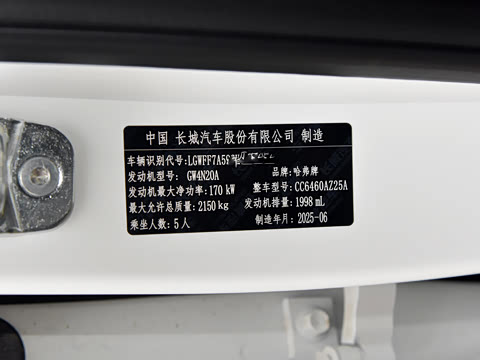 中国 长城汽车股份有限公司 制造
车辆识别代号:LGWFF7A59
发动机型号: GW4N20A 品牌:哈弗牌
发动机最大净功率:170 kW 整车型号:CC6460AZ25A
最大允许总质量:2150 kg 发动机排量:1998 mL
乘坐人数:5人 制造年月:2025-06